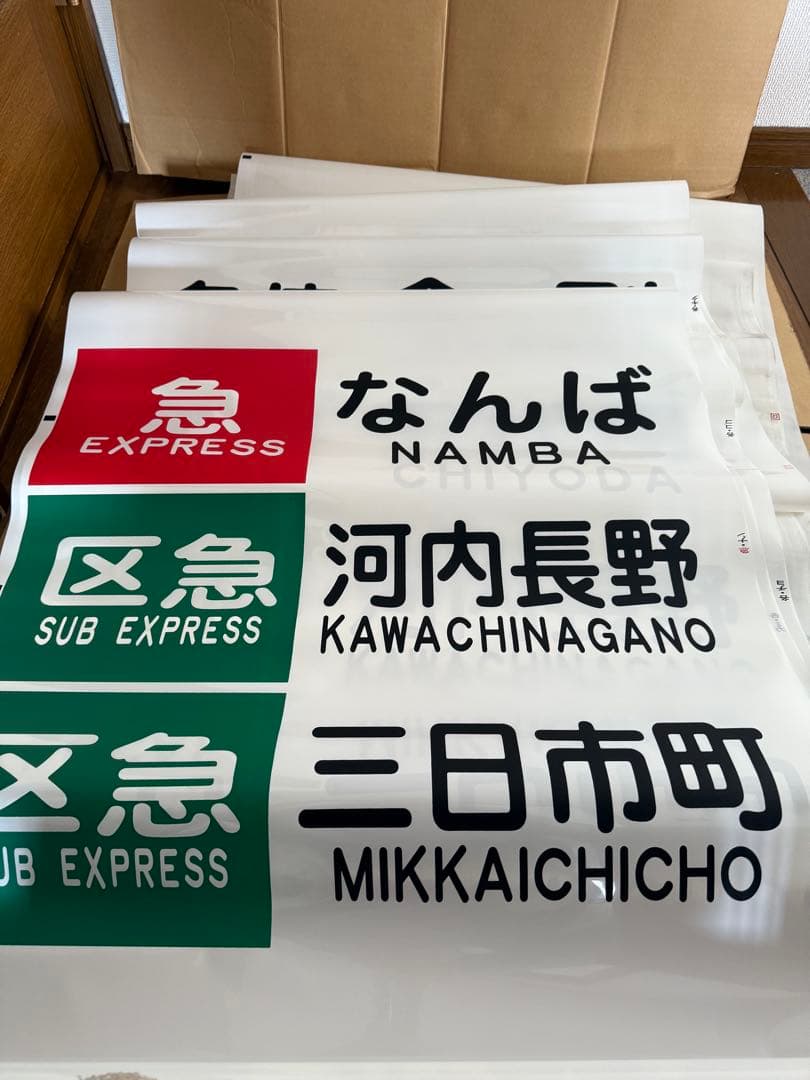 急 なんば
EXPRESS NAMBA
CHIYODA
区急 河内長野
SUB EXPRESS KAWACHINAGANO
区急 三日市町
UB EXPRESS MIKKAICHICHO